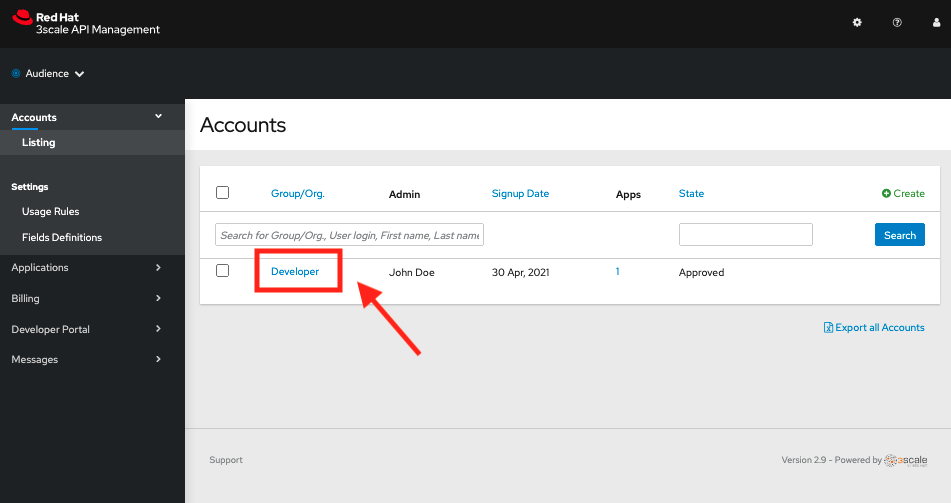 Red Hat
3scale API Management
Audience
Accounts
Listing
Settings
Usage Rules
Fields Definitions
Applications
Billing
Developer Portal
Messages
Accounts
Group/Org. Admin Signup Date Apps State Create
Search for Group/Org., User login, First name, Last name Search
Developer John Doe 30 Apr, 2021 1 Approved
Export all Accounts
Support Version 2.9 - Powered by 3scale